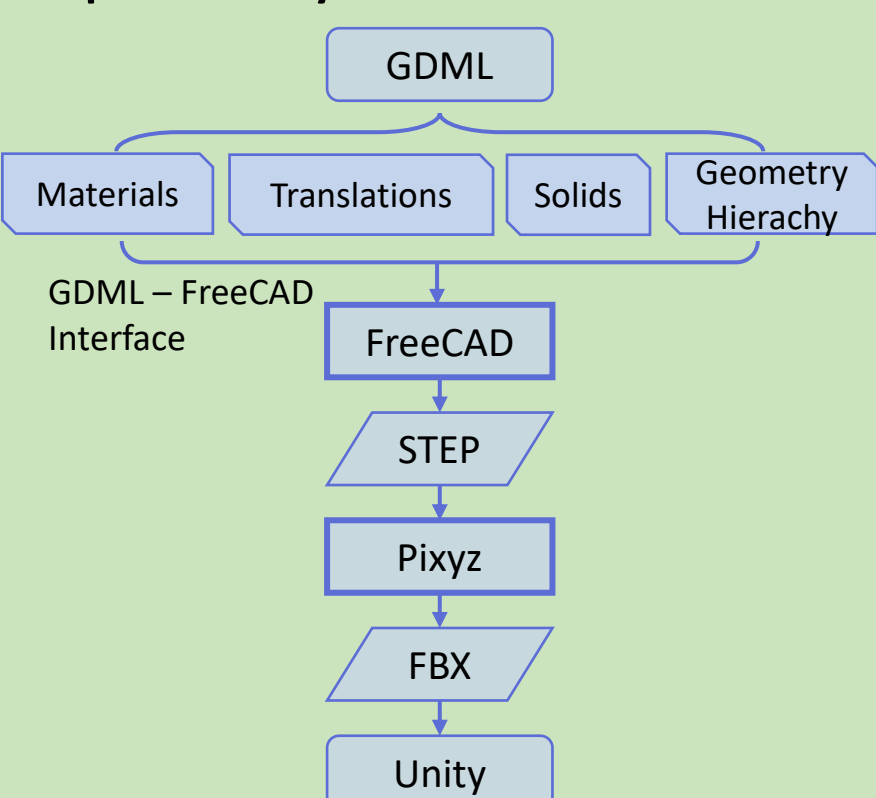 GDML
Materials
Translations
Solids
Geometry
Hierachy
GDML – FreeCAD
Interface
FreeCAD
STEP
Pixyz
FBX
Unity